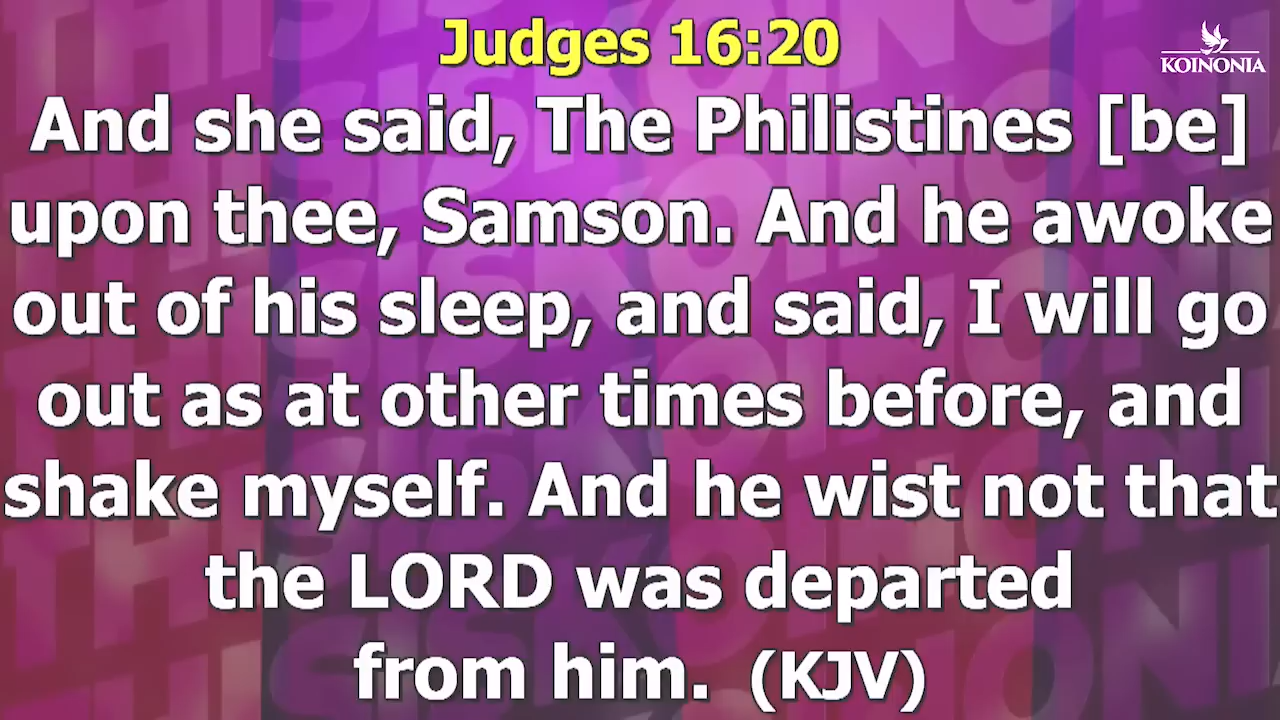 Judges 16:20
KOINONIA
And she said, The Philistines [be]
upon thee, Samson. And he awoke
out of his sleep, and said, I will go
out as at other times before, and
shake myself. And he wist not that
the LORD was departed
from him. (KJV)